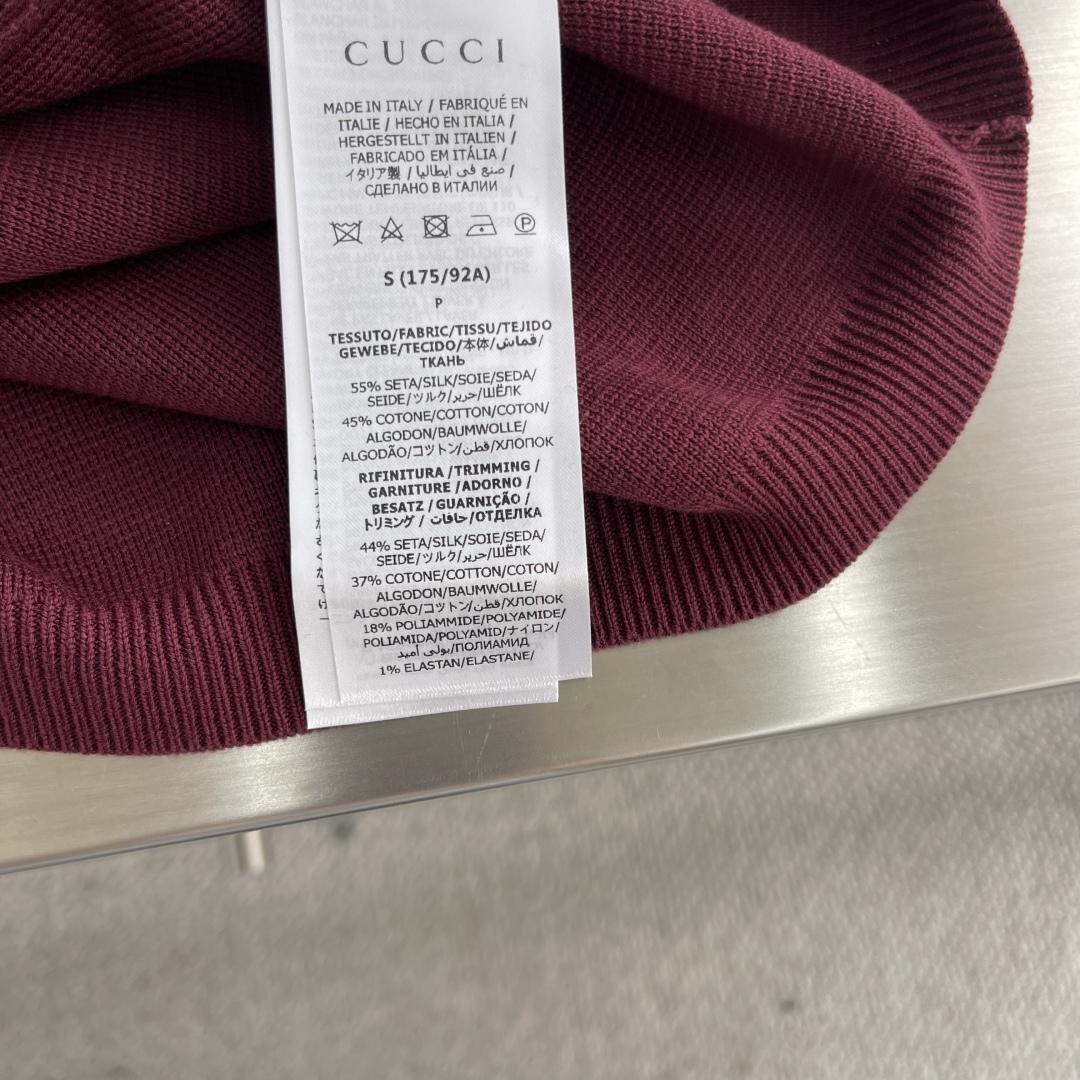 CUCCI
MADE IN ITALY / FABRIQUÉ EN
ITALIE / HECHO EN ITALIA /
HERGESTELLT IN ITALIEN /
FABRICADO EM ITÁLIA /
イタリア製 / صنع في ايطاليا /
СДЕЛАНО В ИТАЛИИ
P
S (175/92A)
P
TESSUTO/FABRIC/TISSU/TEJIDO
GEWEBE/TECIDO/本体/قماش/
ТКАНЬ
55% SETA/SILK/SOIE/SEDA/
SEIDE/ツルク/حرير/ШЁЛК
45% COTONE/COTTON/COTON/
ALGODON/BAUMWOLLE/
ALGODÃO/コットン/قطن/ХЛОПОК
RIFINITURA /TRIMMING /
GARNITURE /ADORNO /
BESATZ / GUARNIÇÃO /
トリミング / حافات/ОТДЕЛКА
44% SETA/SILK/SOIE/SEDA/
SEIDE/ツルク/حرير/ШЁЛК
37% COTONE/COTTON/COTON/
ALGODON/BAUMWOLLE/
ALGODÃO/コットン/قطن/ХЛОПОК
18% POLIAMMIDE/POLYAMIDE/
POLIAMIDA/POLYAMID/ナイロン/
بولي أميد/ПОЛИАМИД
1% ELASTAN/ELASTANE/